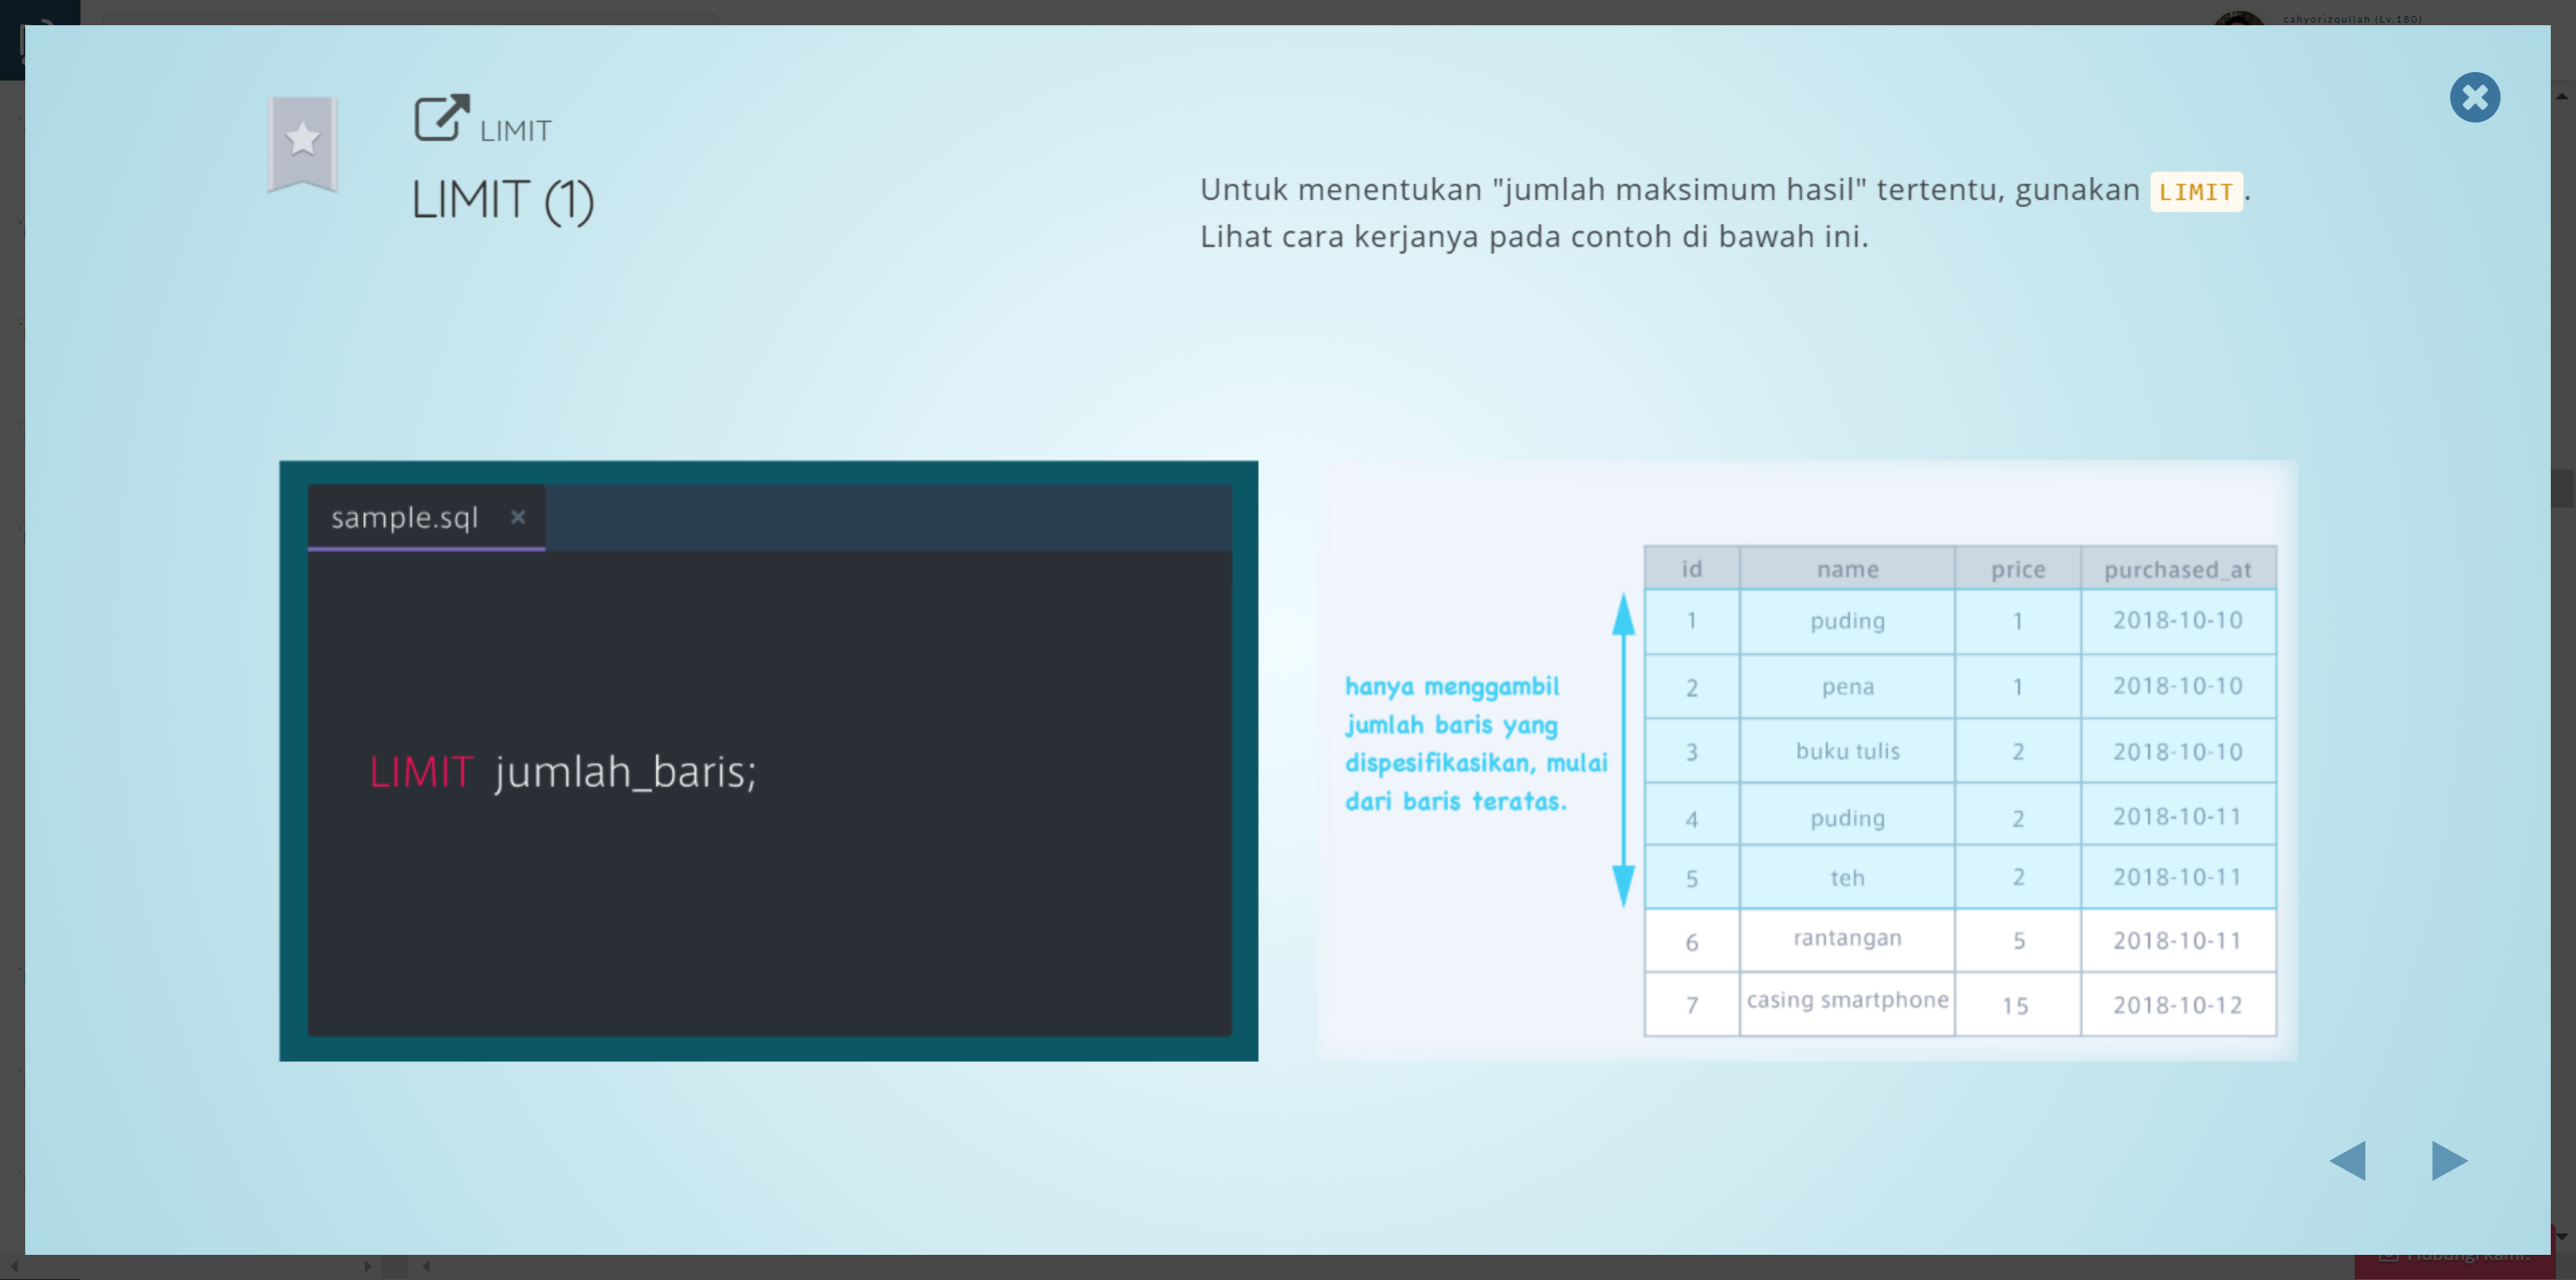 cahyorizqullah (Lv.180)
LIMIT
LIMIT (1)
Untuk menentukan "jumlah maksimum hasil" tertentu, gunakan LIMIT.
Lihat cara kerjanya pada contoh di bawah ini.
sample.sql ×
LIMIT jumlah_baris;
hanya menggambil
jumlah baris yang
dispesifikasikan, mulai
dari baris teratas.
id name price purchased_at
1 puding 1 2018-10-10
2 pena 1 2018-10-10
3 buku tulis 2 2018-10-10
4 puding 2 2018-10-11
5 teh 2 2018-10-11
6 rantangan 5 2018-10-11
7 casing smartphone 15 2018-10-12